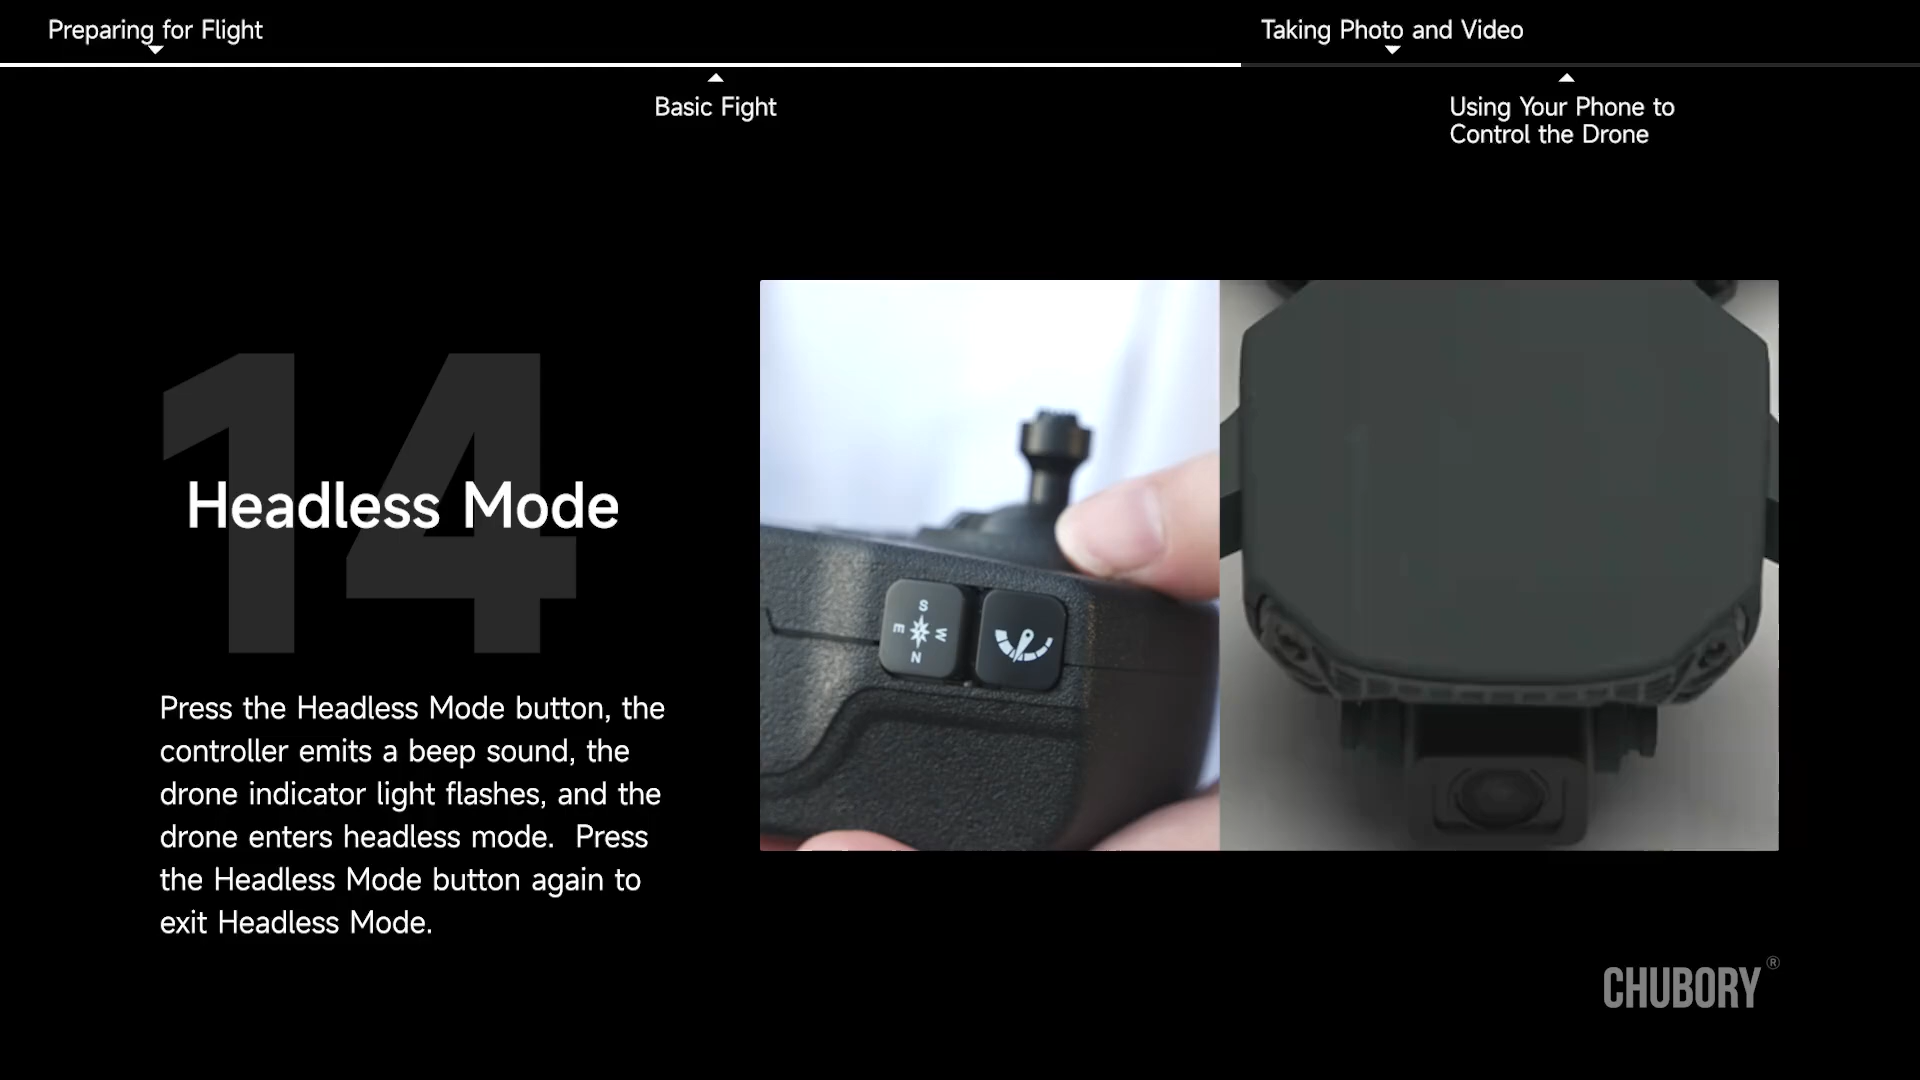 Preparing for Flight
Taking Photo and Video
Basic Fight
Using Your Phone to
Control the Drone
14
Headless Mode
Press the Headless Mode button, the
controller emits a beep sound, the
drone indicator light flashes, and the
drone enters headless mode.  Press
the Headless Mode button again to
exit Headless Mode.
S
E W
N
CHUBORY®